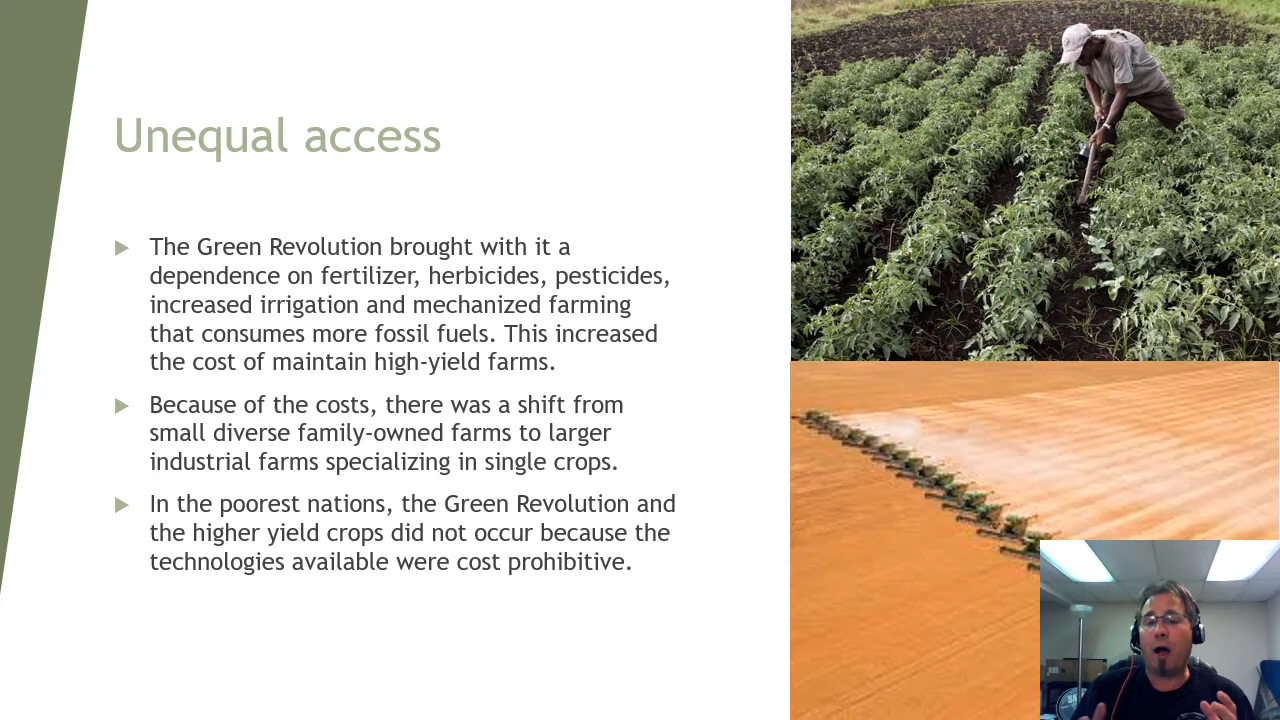 Unequal access
The Green Revolution brought with it a
dependence on fertilizer, herbicides, pesticides,
increased irrigation and mechanized farming
that consumes more fossil fuels. This increased
the cost of maintain high-yield farms.
Because of the costs, there was a shift from
small diverse family-owned farms to larger
industrial farms specializing in single crops.
In the poorest nations, the Green Revolution and
the higher yield crops did not occur because the
technologies available were cost prohibitive.